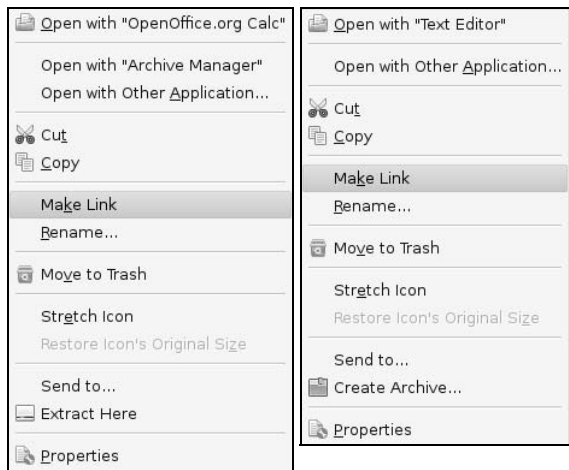 Open with "OpenOffice.org Calc"
Open with "Archive Manager"
Open with Other Application...
Cut
Copy
Make Link
Rename...
Move to Trash
Stretch Icon
Restore Icon's Original Size
Send to...
Extract Here
Properties
Open with "Text Editor"
Open with Other Application...
Cut
Copy
Make Link
Rename...
Move to Trash
Stretch Icon
Restore Icon's Original Size
Send to...
Create Archive...
Properties